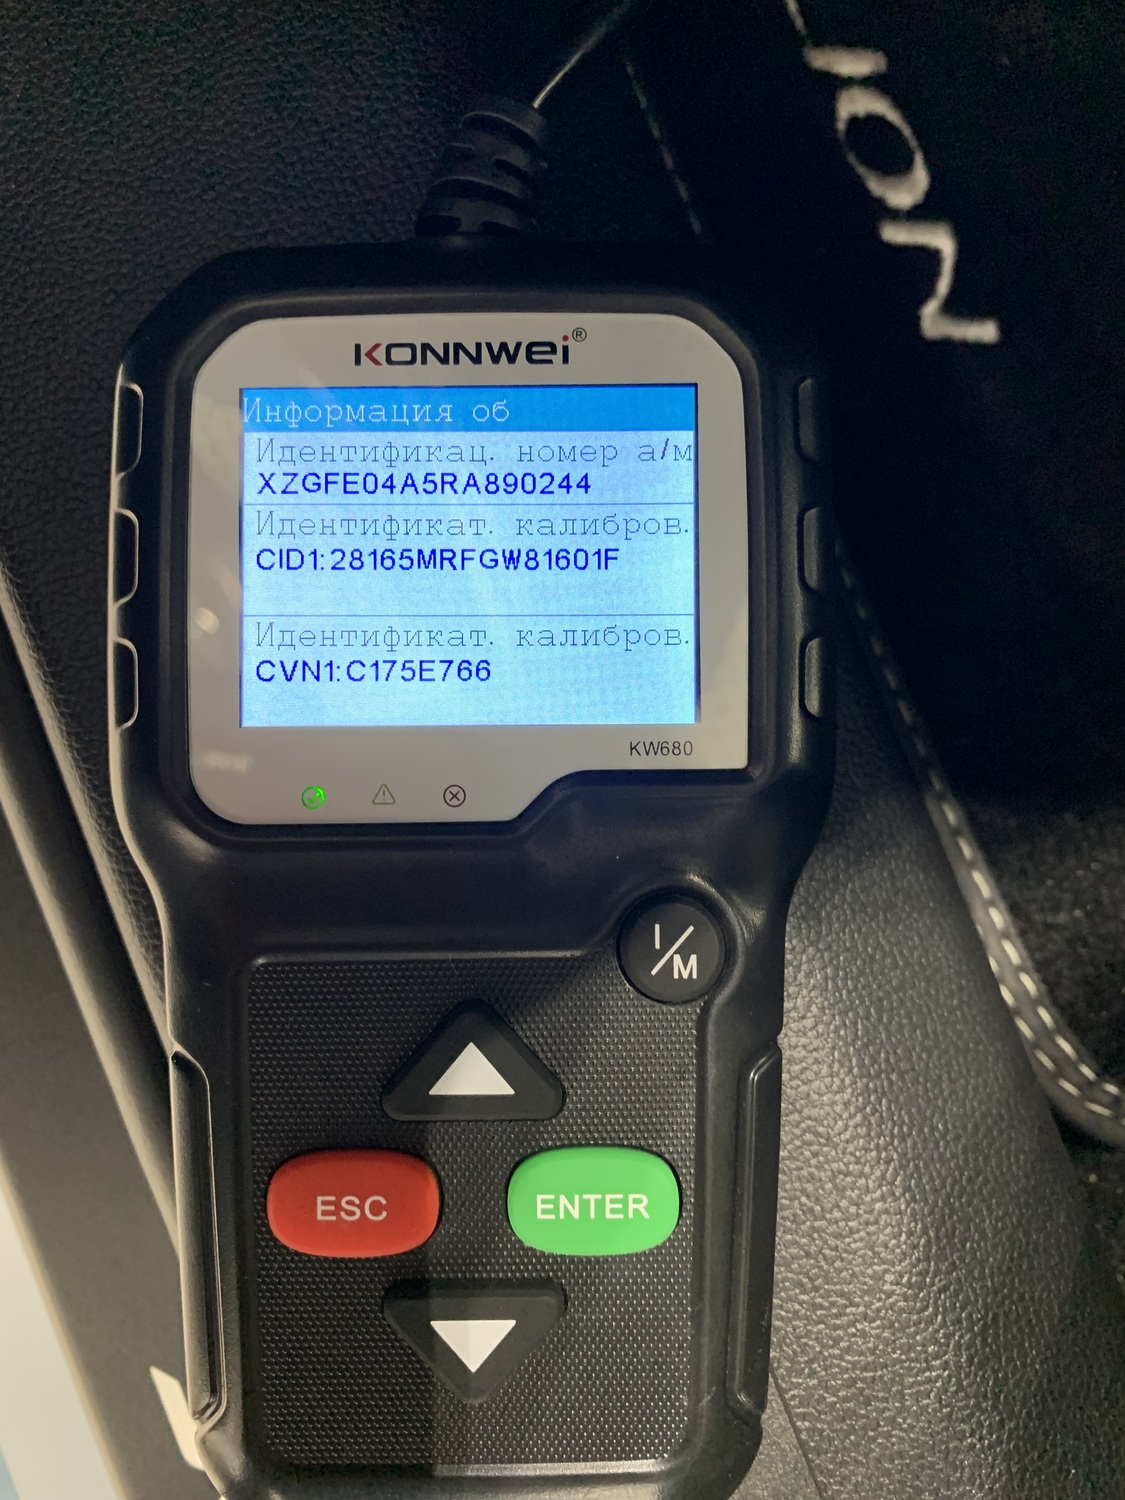 KONNWEI®
Информация об
Идентификац. номер а/м
XZGFE04A5RA890244
Идентификат. калибров.
CID1:28165MRFGW81601F
Идентификат. калибров.
CVN1:C175E766
KW680
I/M
ESC
ENTER